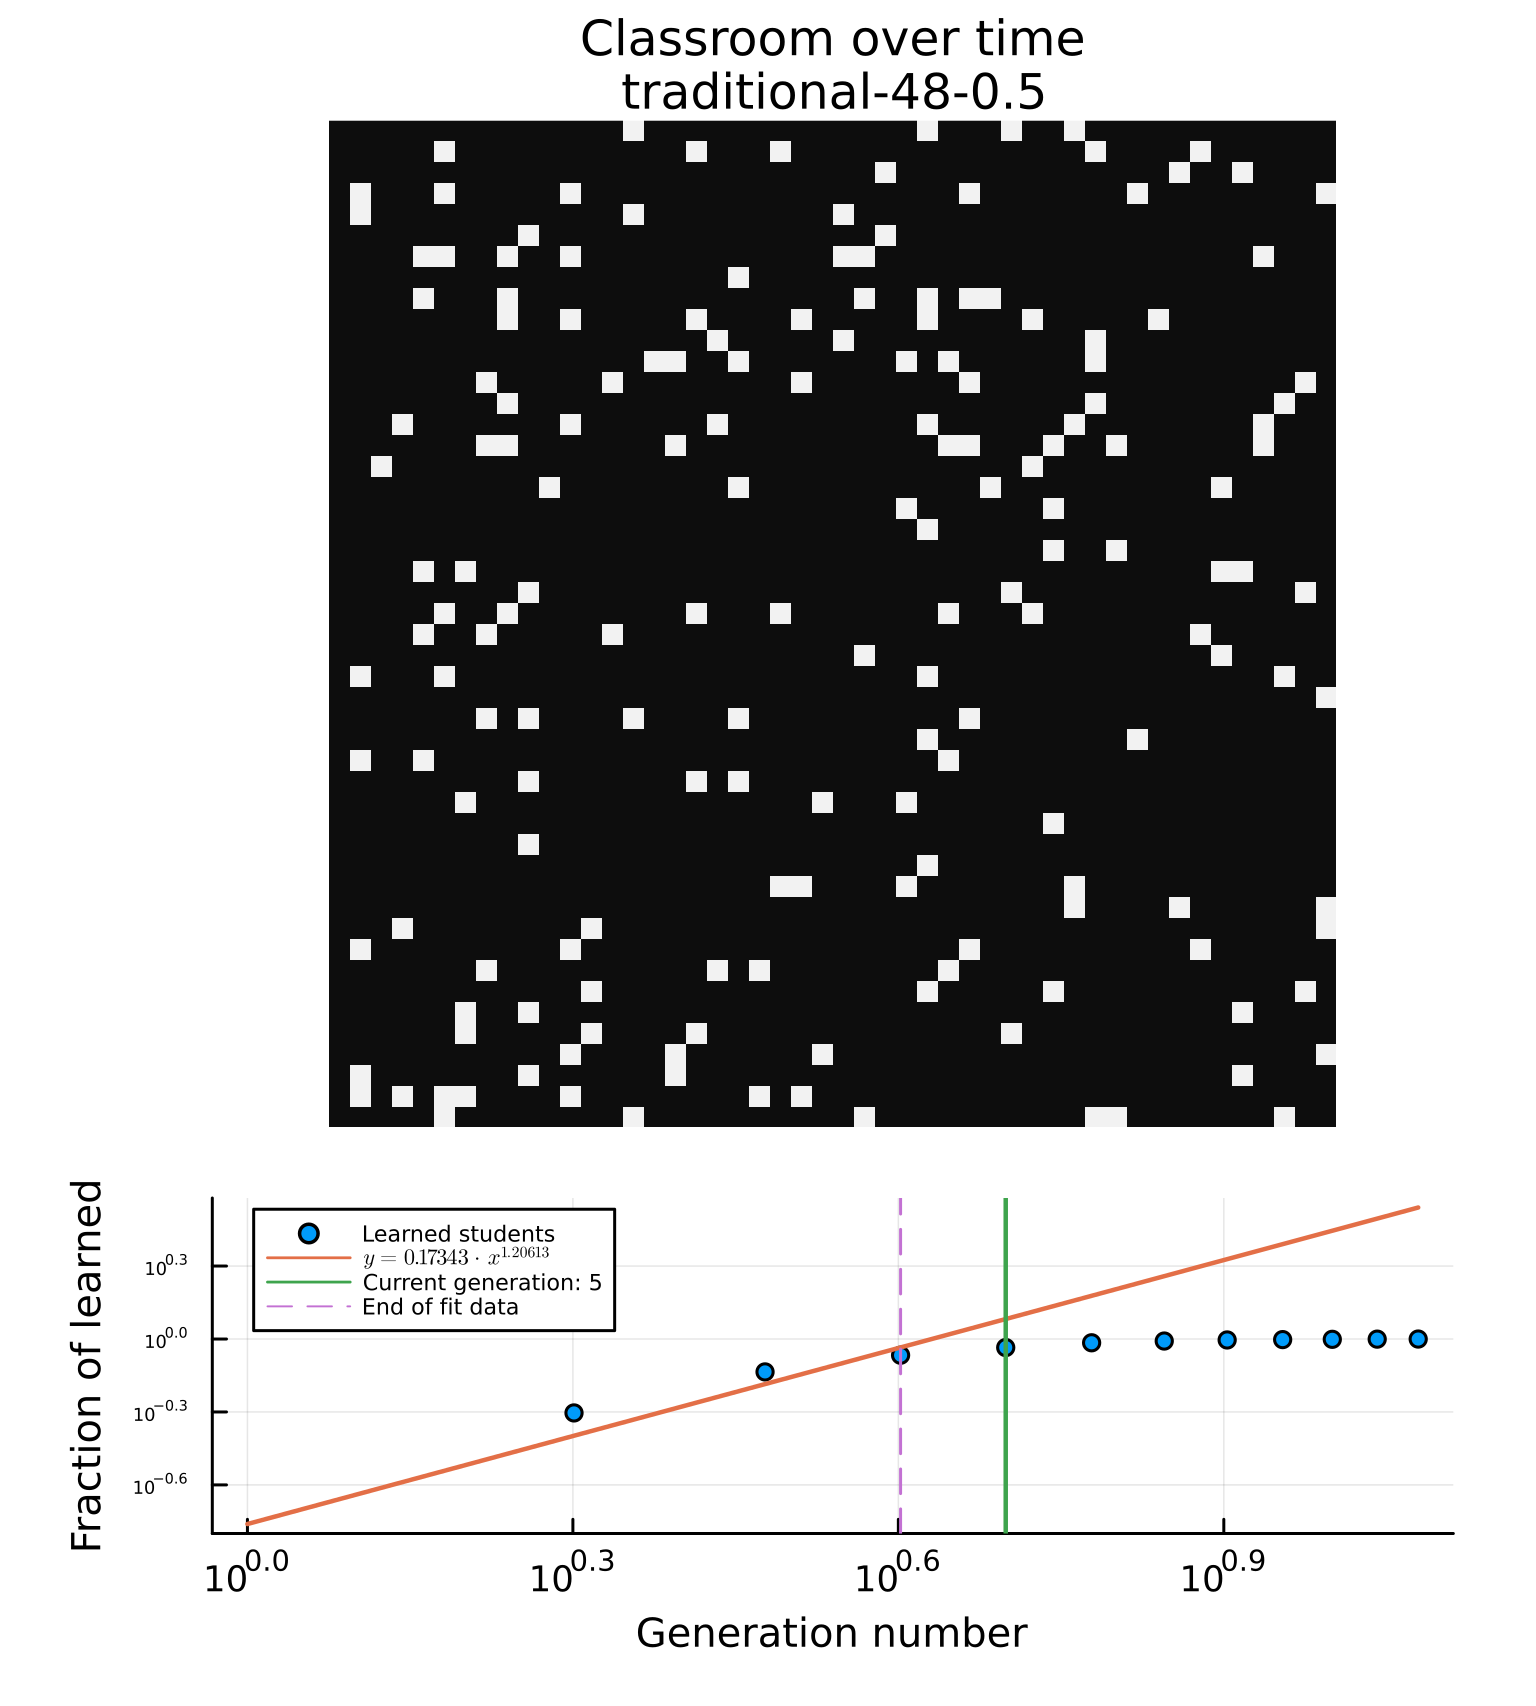 Classroom over time
traditional-48-0.5
Fraction of learned
Learned students
y = 0.17343 · x^1.20613
Current generation: 5
End of fit data
10^0.3
10^0.0
10^−0.3
10^−0.6
10^0.0 10^0.3 10^0.6 10^0.9
Generation number